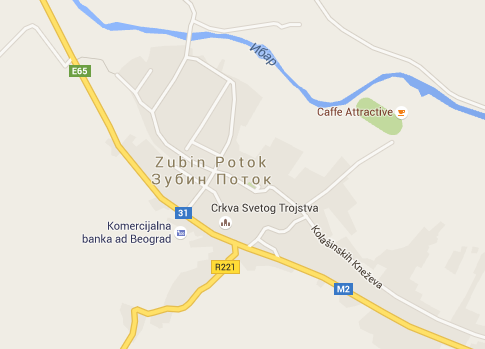 Ибар
E65
Caffe Attractive
Zubin Potok
Зубин Поток
31
Crkva Svetog Trojstva
Komercijalna
banka ad Beograd
Kolašinskih Kneževa
R221
M2